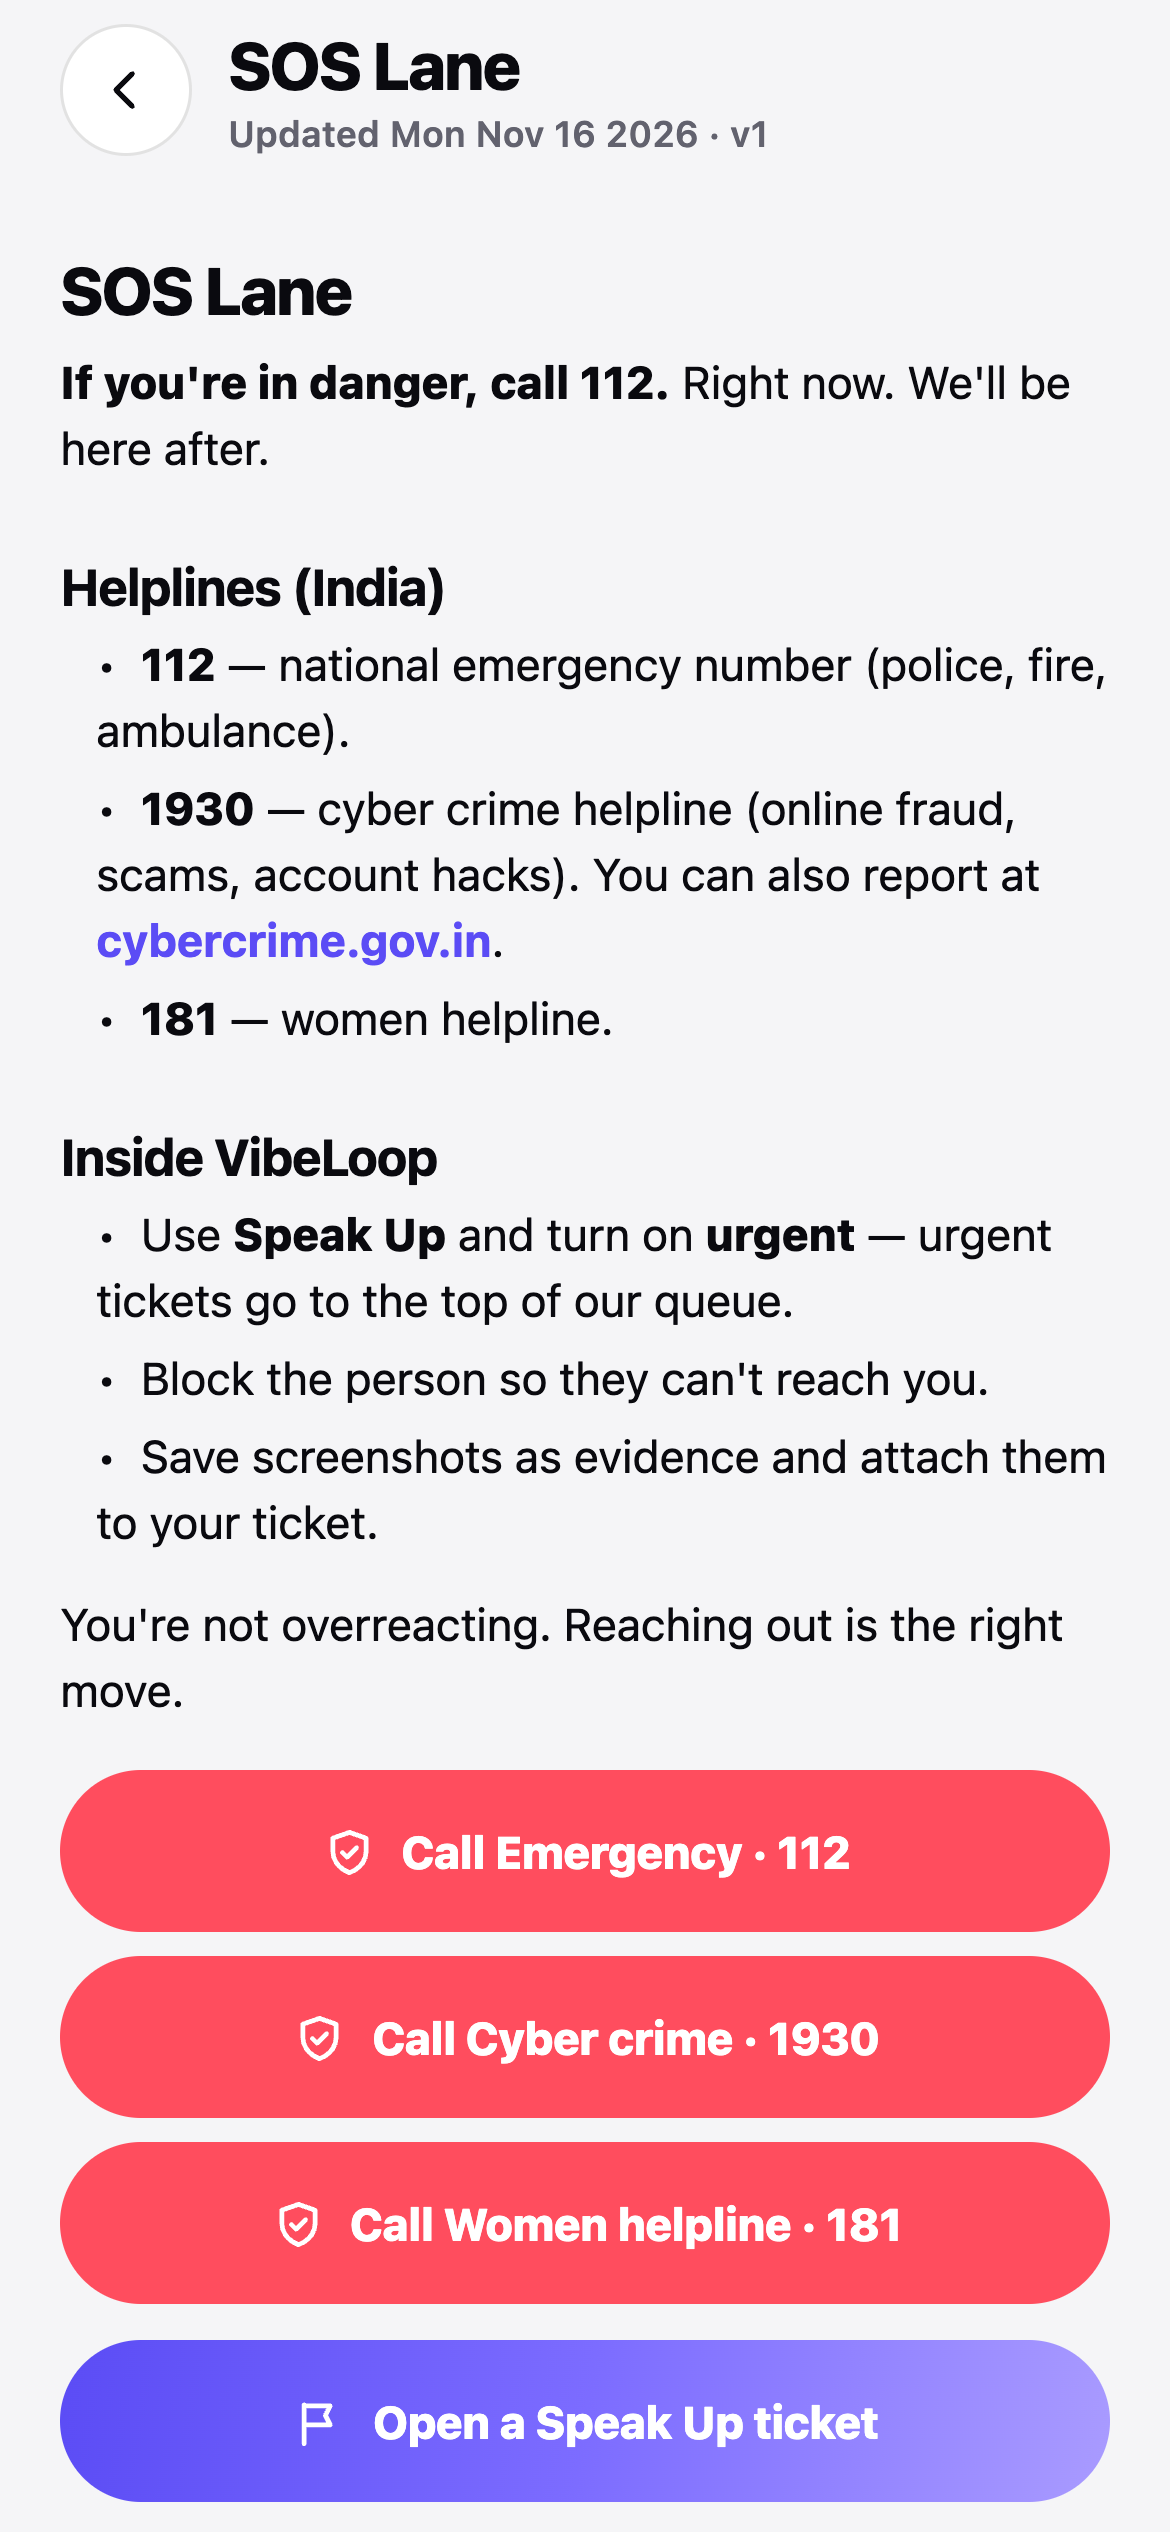 SOS Lane
Updated Mon Nov 16 2026 · v1
SOS Lane
If you're in danger, call 112. Right now. We'll be
here after.
Helplines (India)
• 112 — national emergency number (police, fire,
ambulance).
• 1930 — cyber crime helpline (online fraud,
scams, account hacks). You can also report at
cybercrime.gov.in.
• 181 — women helpline.
Inside VibeLoop
• Use Speak Up and turn on urgent — urgent
tickets go to the top of our queue.
• Block the person so they can't reach you.
• Save screenshots as evidence and attach them
to your ticket.
You're not overreacting. Reaching out is the right
move.
Call Emergency · 112
Call Cyber crime · 1930
Call Women helpline · 181
Open a Speak Up ticket